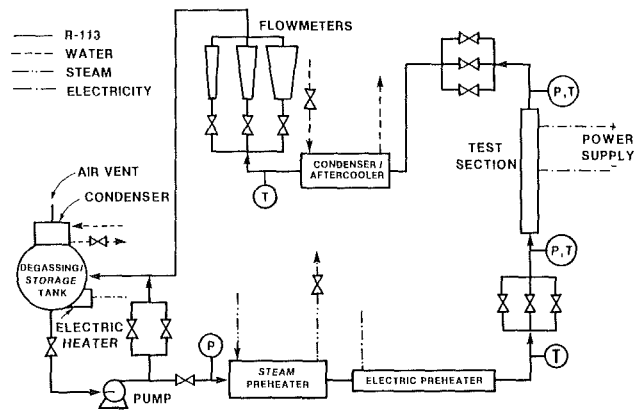 FLOWMETERS
R-113
WATER
STEAM
ELECTRICITY
P,T
TEST
SECTION
POWER
SUPPLY
AIR VENT
CONDENSER
CONDENSER/
AFTERCOOLER
T
P,T
DEGASSING/
STORAGE
TANK
ELECTRIC
HEATER
P
T
STEAM
PREHEATER
ELECTRIC PREHEATER
PUMP